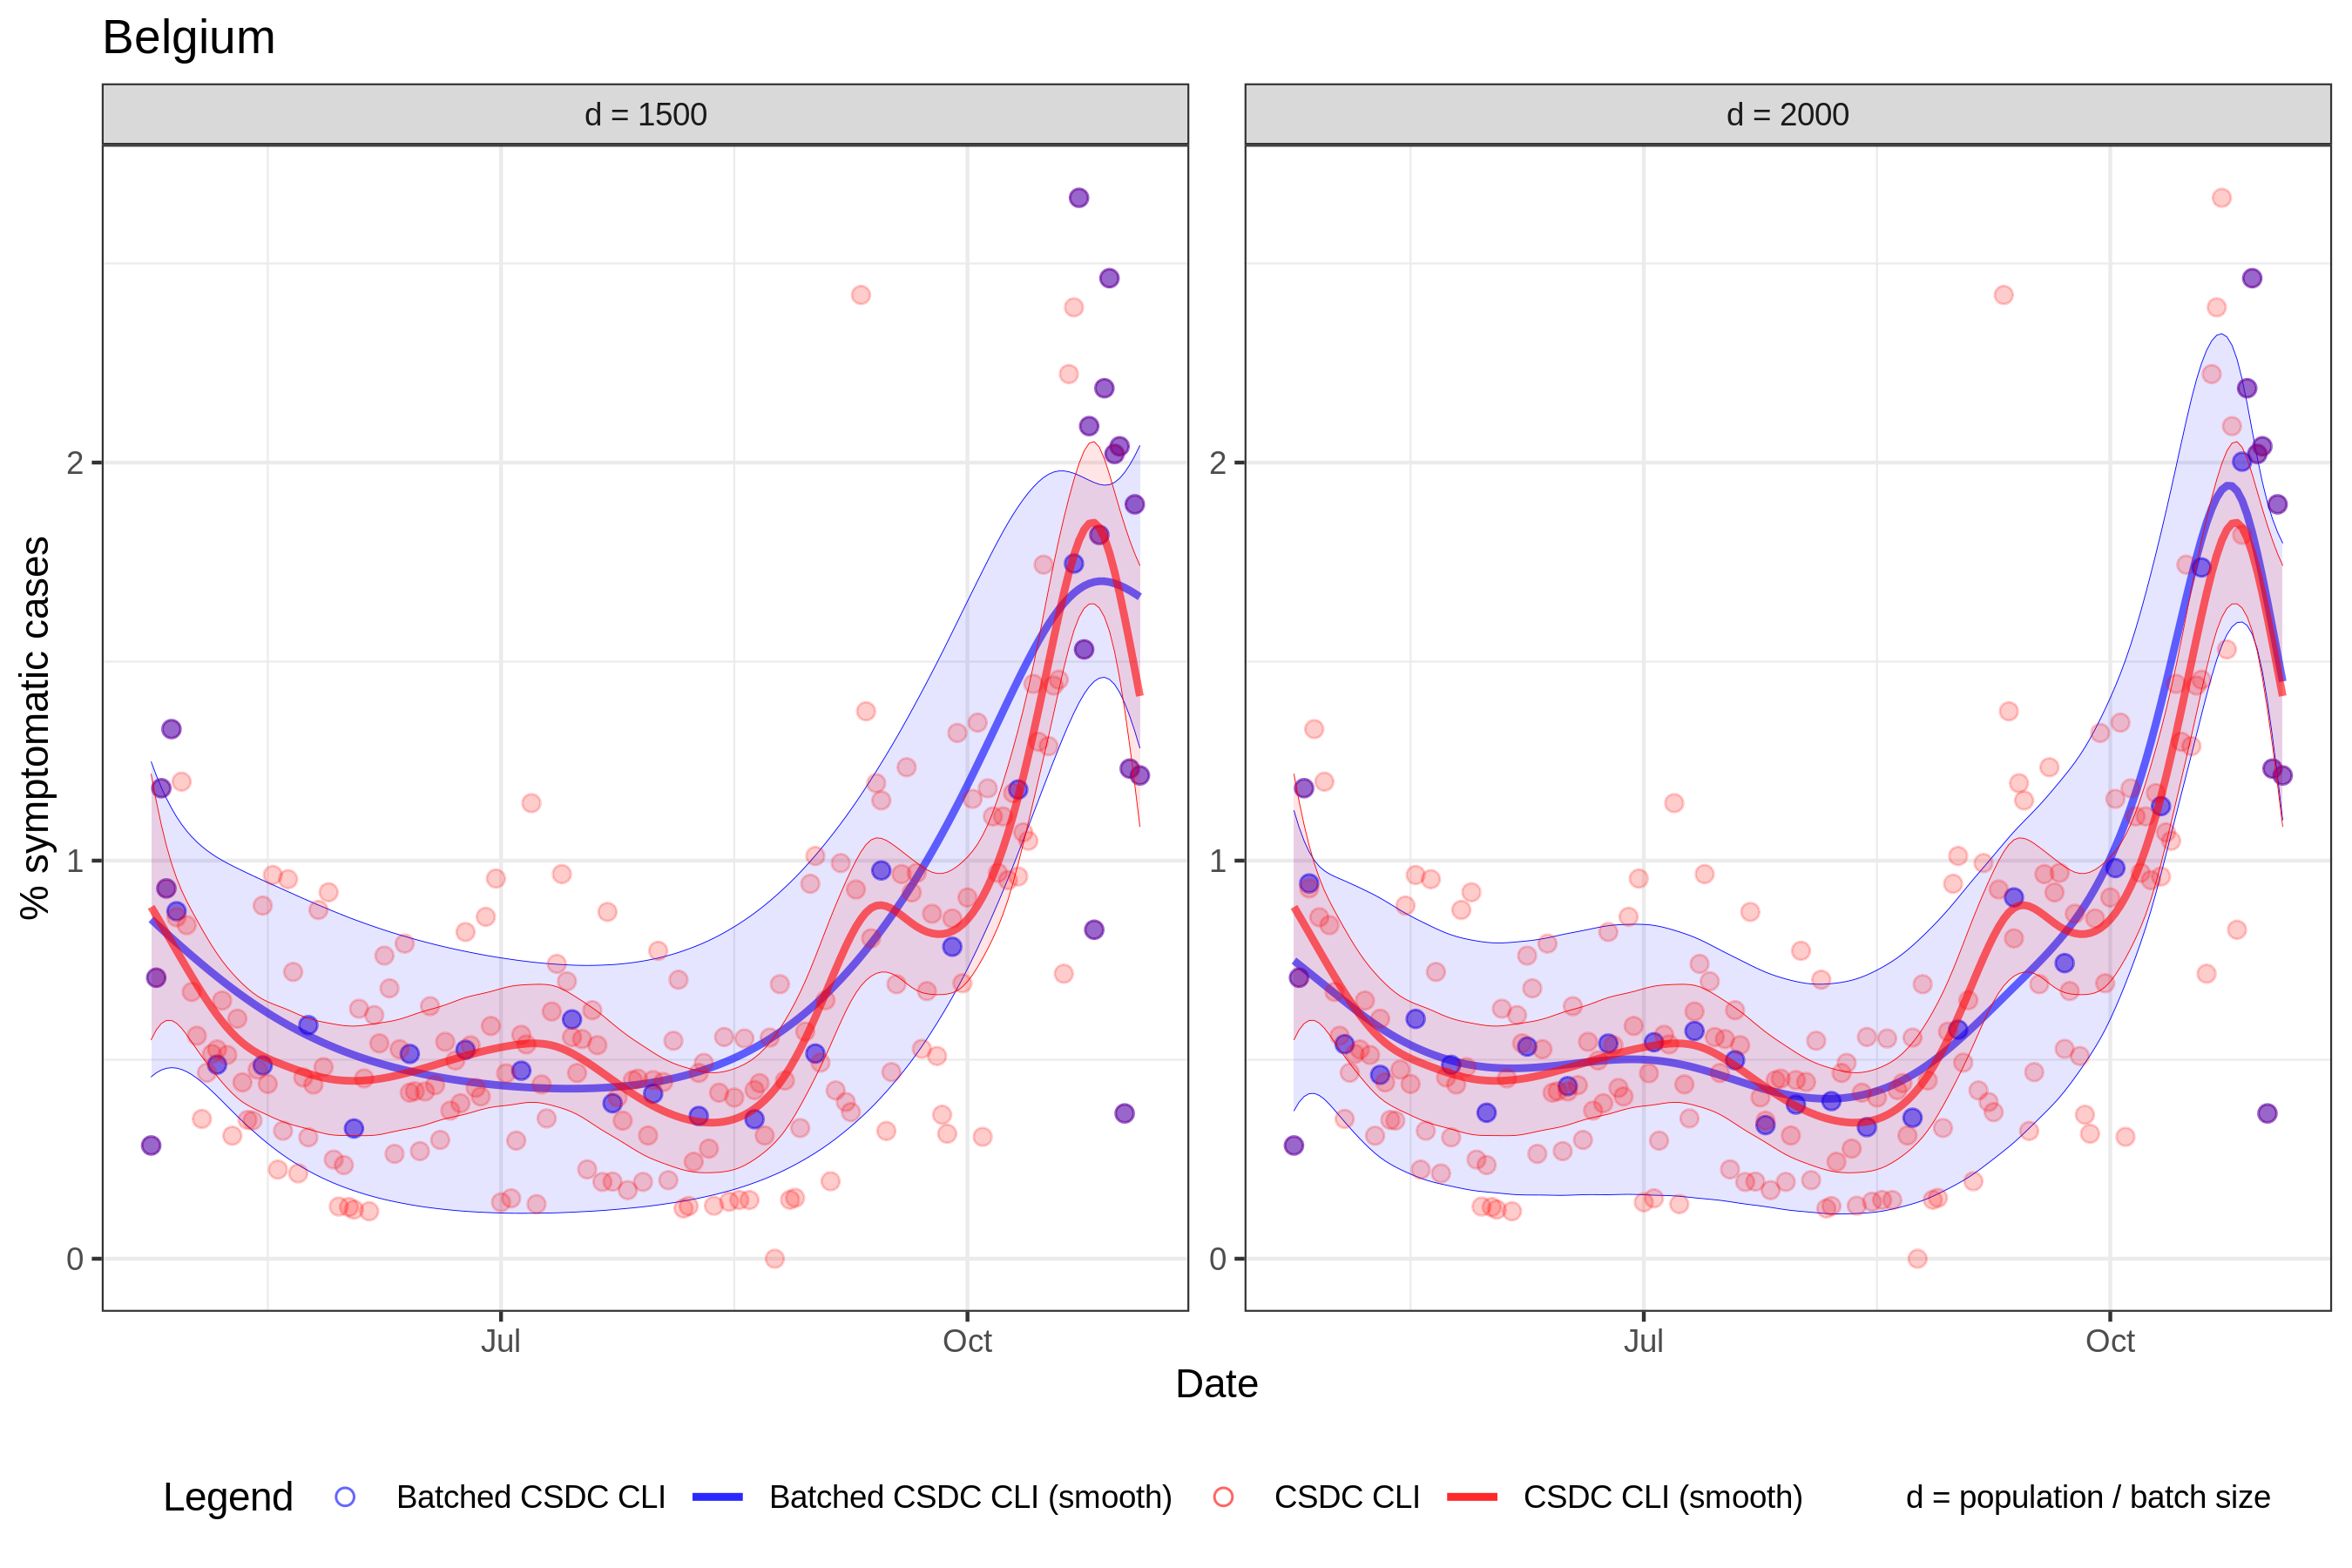 Belgium
d = 1500
d = 2000
% symptomatic cases
2
1
0
2
1
0
Jul
Oct
Jul
Oct
Date
Legend
Batched CSDC CLI
Batched CSDC CLI (smooth)
CSDC CLI
CSDC CLI (smooth)
d = population / batch size